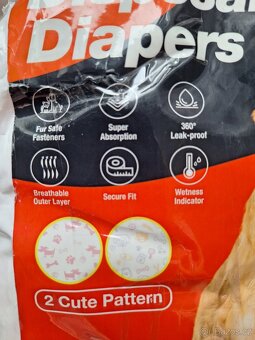 Disposable
Diapers
Fur Safe
Fasteners
Super
Absorption
360°
Leak-proof
Breathable
Outer Layer
Secure Fit
Wetness
Indicator
2 Cute Pattern